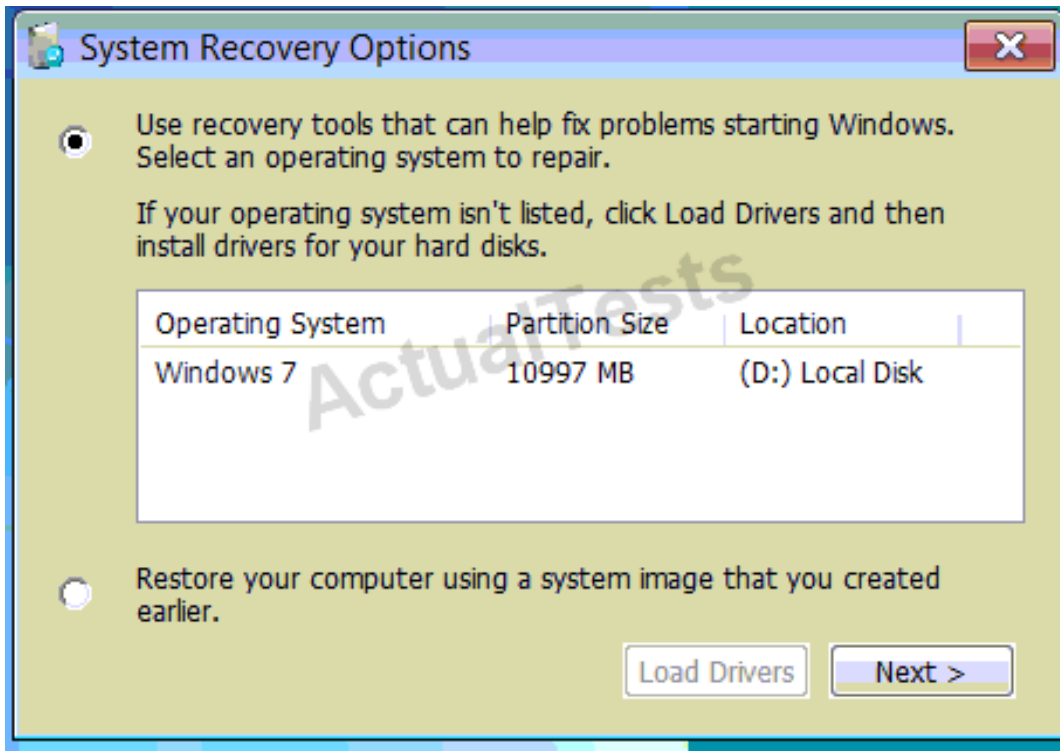 System Recovery Options
Use recovery tools that can help fix problems starting Windows.
Select an operating system to repair.
If your operating system isn't listed, click Load Drivers and then
install drivers for your hard disks.
Operating System Partition Size Location
Windows 7 10997 MB (D:) Local Disk
ActualTests
Restore your computer using a system image that you created
earlier.
Load Drivers Next >